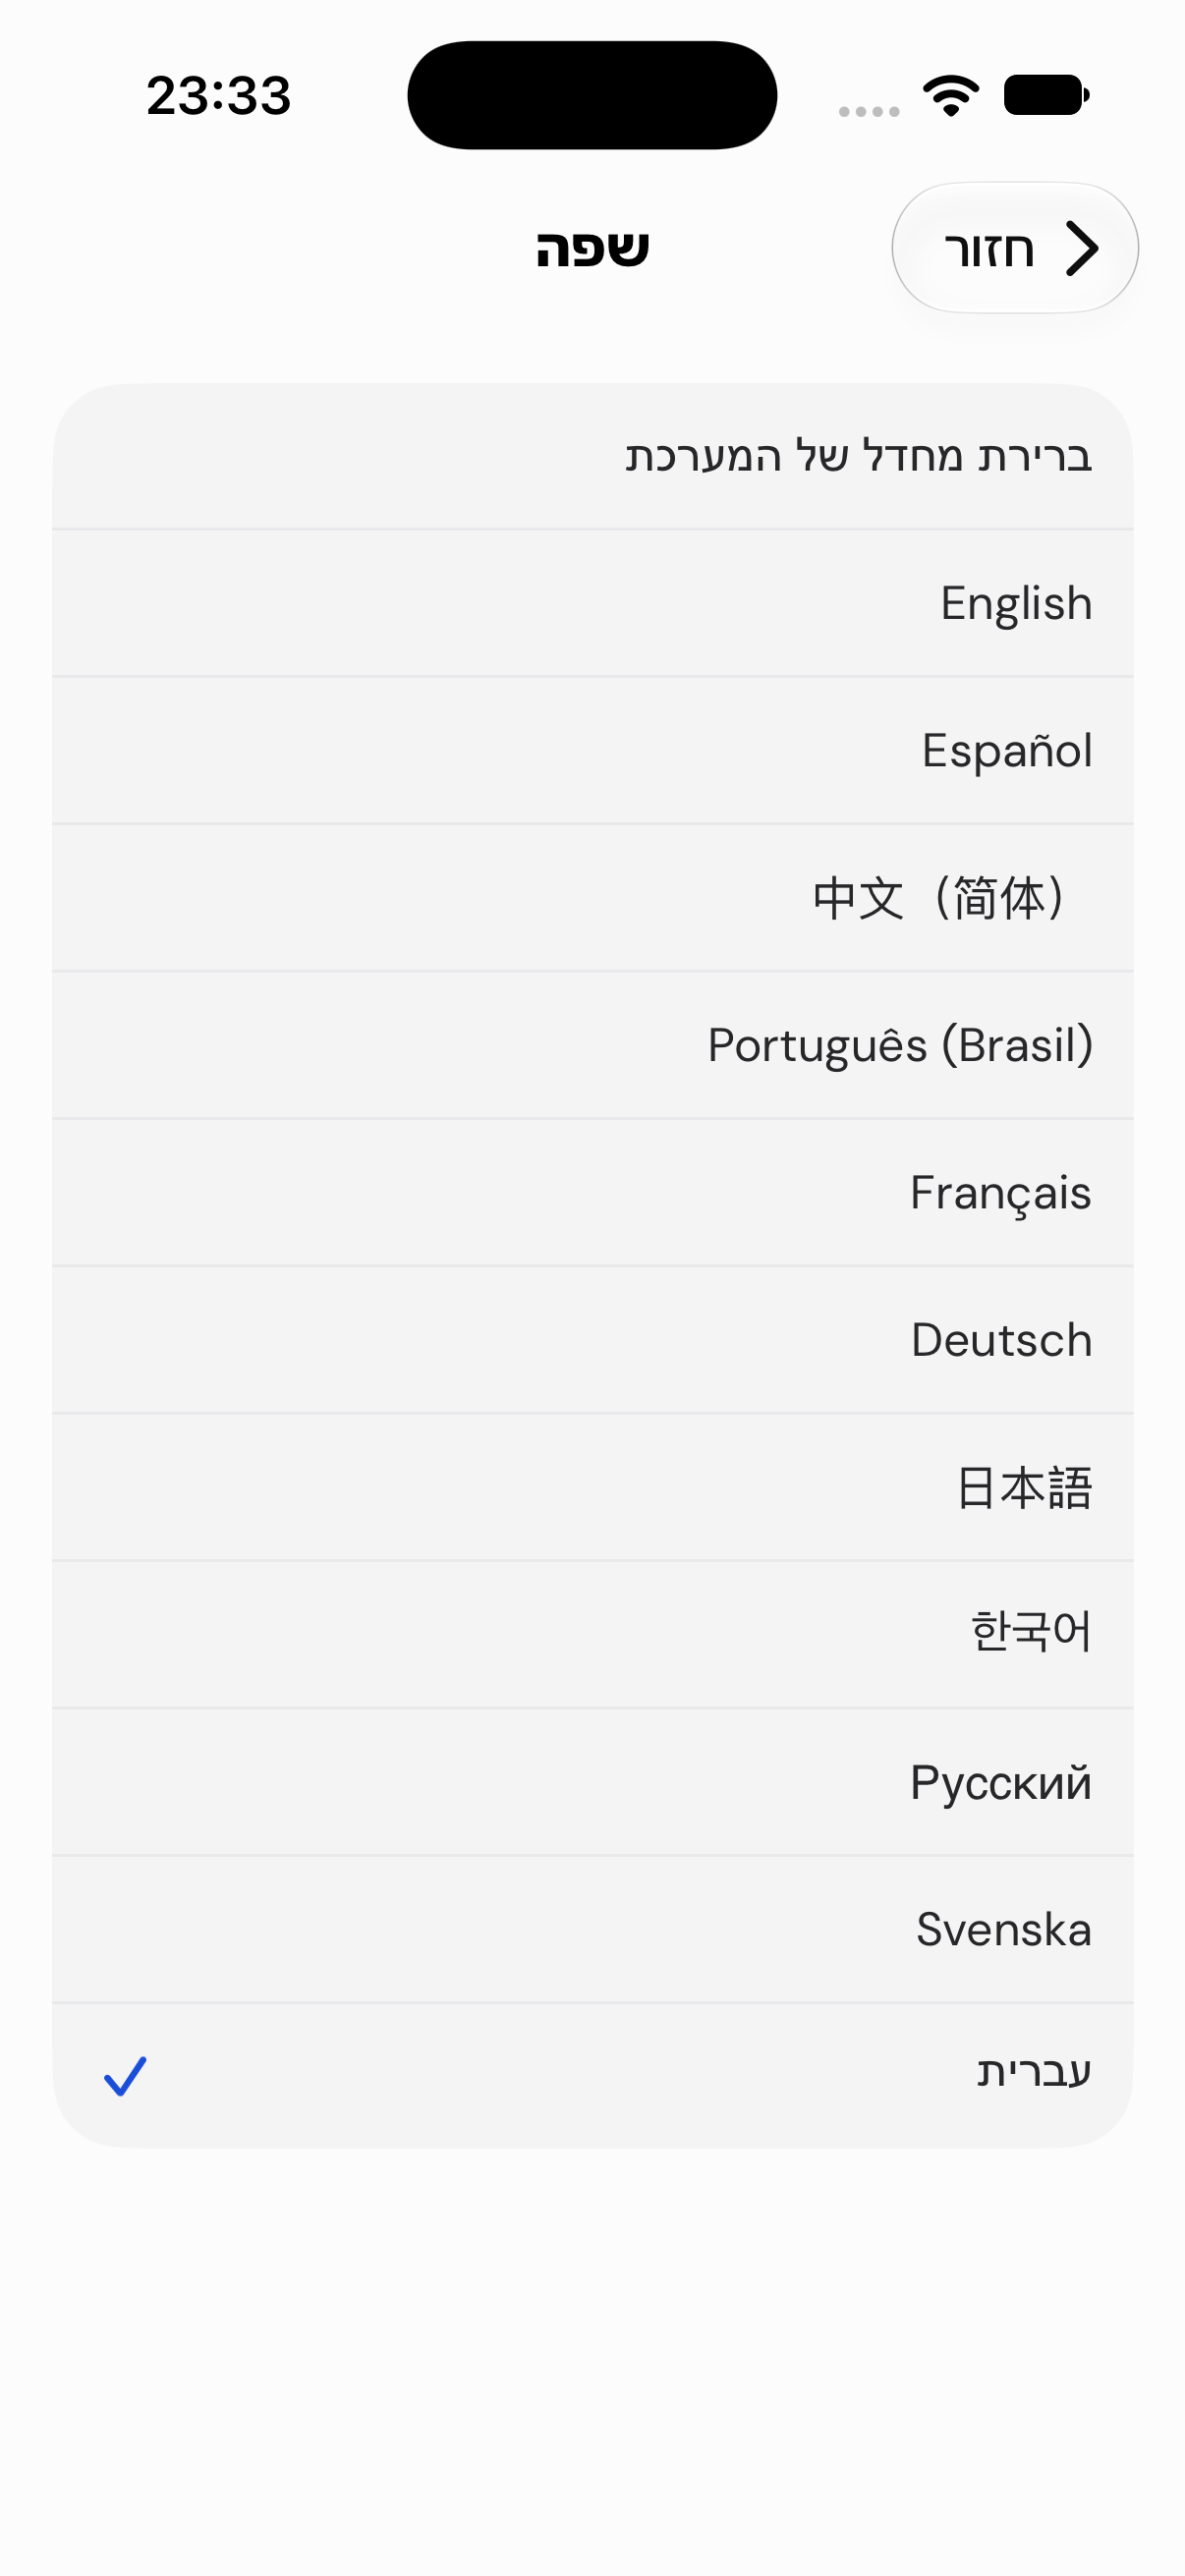 23:33
חזור
שפה
ברירת מחדל של המערכת
English
Español
中文（简体）
Português (Brasil)
Français
Deutsch
日本語
한국어
Русский
Svenska
עברית